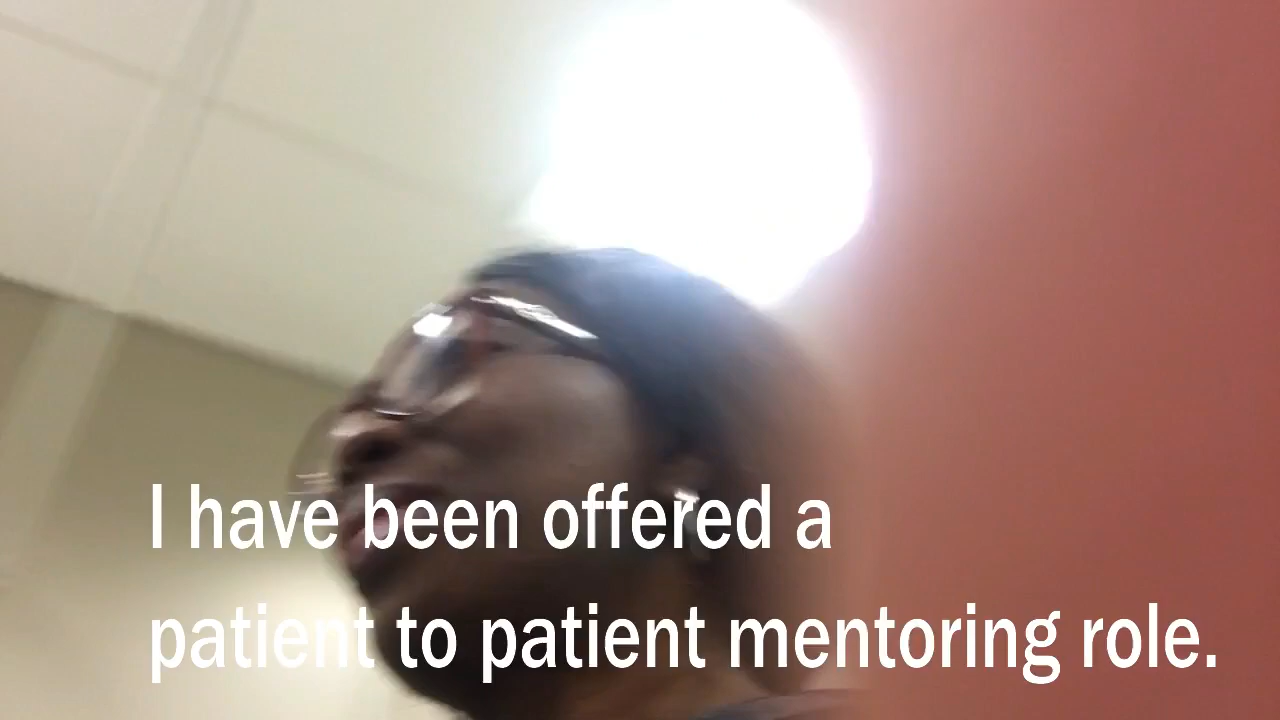 I have been offered a
patient to patient mentoring role.